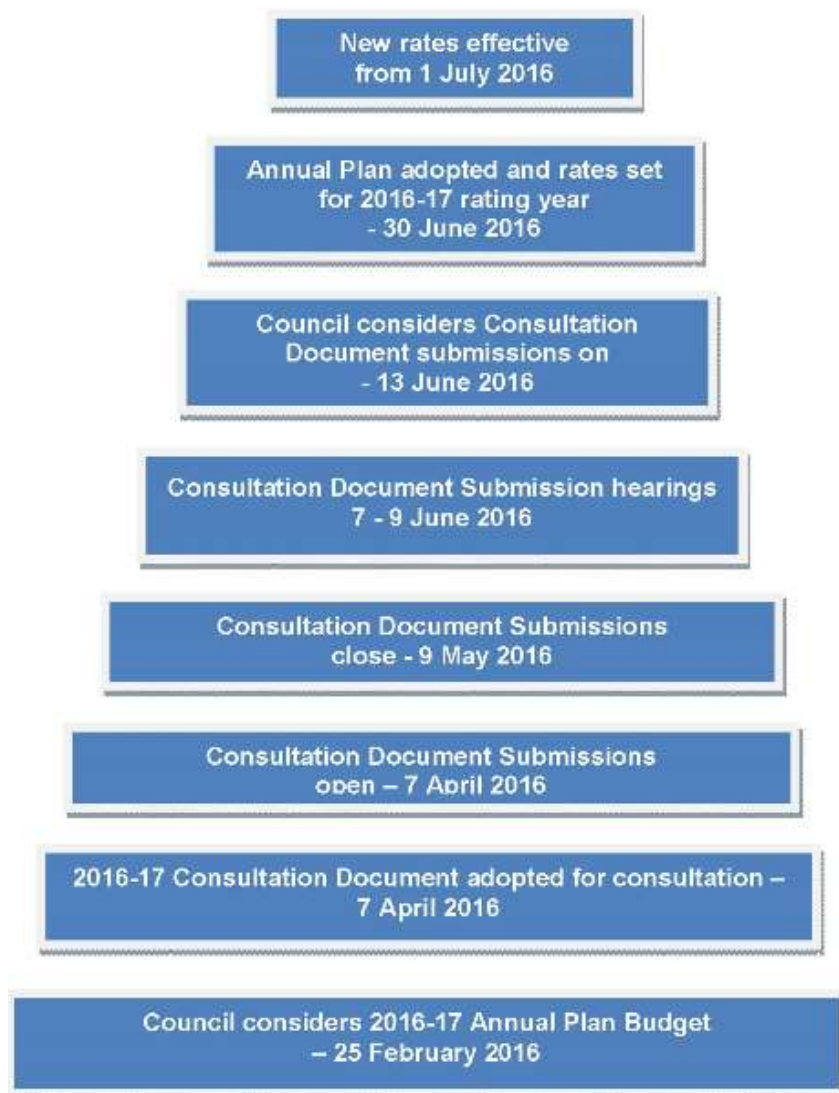 New rates effective
from 1 July 2016
Annual Plan adopted and rates set
for 2016-17 rating year
- 30 June 2016
Council considers Consultation
Document submissions on
- 13 June 2016
Consultation Document Submission hearings
7 - 9 June 2016
Consultation Document Submissions
close - 9 May 2016
Consultation Document Submissions
open – 7 April 2016
2016-17 Consultation Document adopted for consultation –
7 April 2016
Council considers 2016-17 Annual Plan Budget
– 25 February 2016